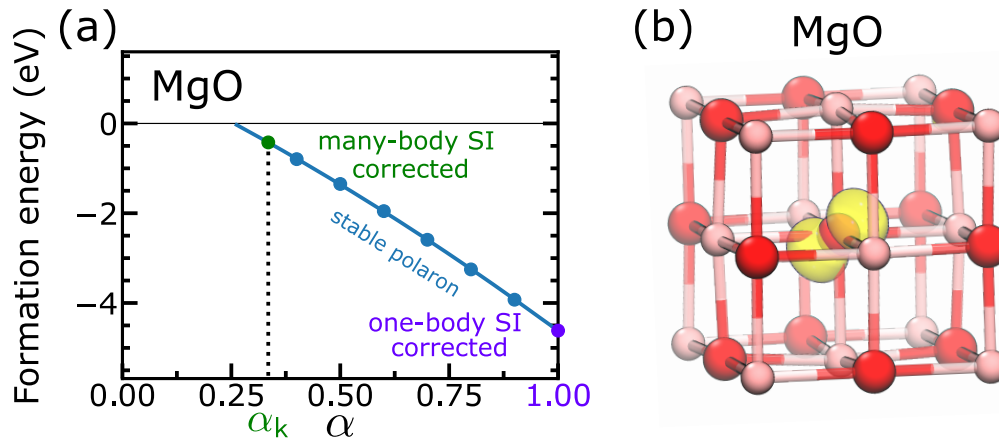 (a)
MgO
Formation energy (eV)
0
−2
−4
many-body SI
corrected
stable polaron
one-body SI
corrected
0.00
0.25
0.50
0.75
1.00
αk
α
(b)
MgO